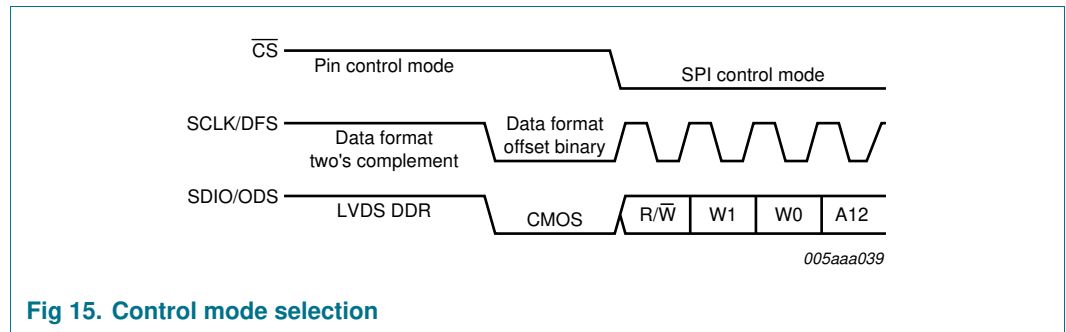 C̅S̅
Pin control mode
SPI control mode
SCLK/DFS
Data format
two's complement
Data format
offset binary
SDIO/ODS
LVDS DDR
CMOS
R/W̅
W1
W0
A12
005aaa039
Fig 15. Control mode selection